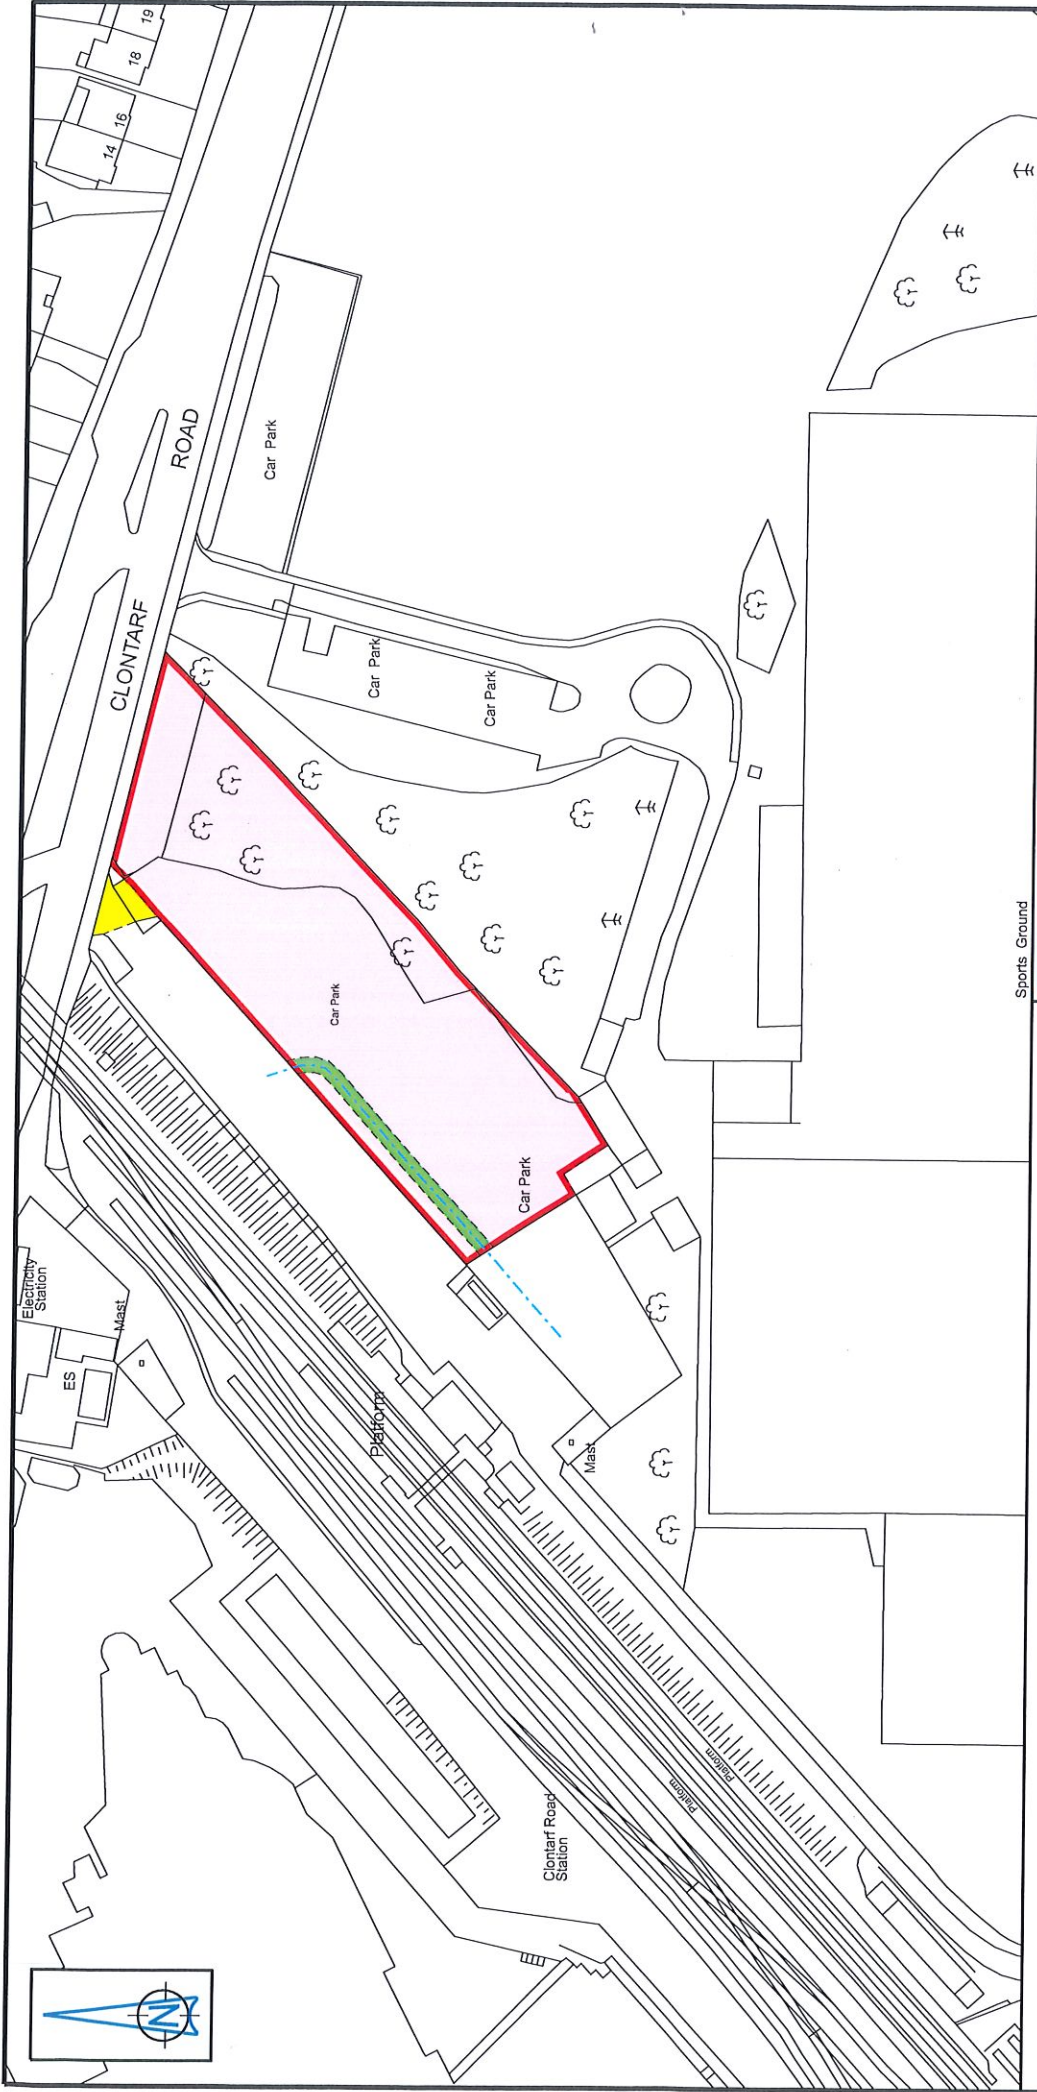 19
18
16
14
ROAD
CLONTARF
Car Park
Car Park
Car Park
Car Park
Car Park
Sports Ground
Electricity
Station
Mast
ES
Platform
Mast
Platform
Platform
Clontarf Road
Station
N